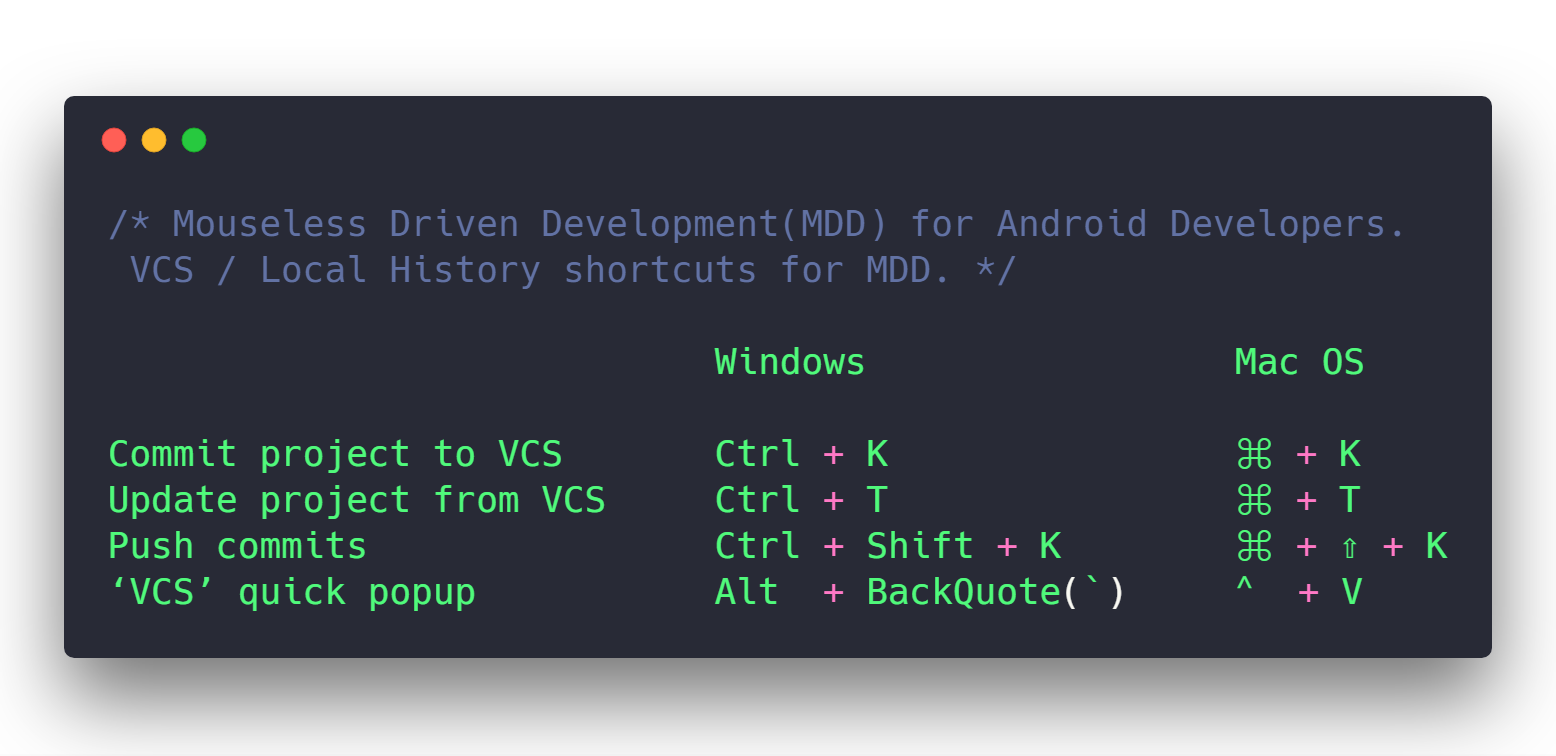 /* Mouseless Driven Development(MDD) for Android Developers.
VCS / Local History shortcuts for MDD. */
Windows Mac OS
Commit project to VCS Ctrl + K ⌘ + K
Update project from VCS Ctrl + T ⌘ + T
Push commits Ctrl + Shift + K ⌘ + ⇧ + K
‘VCS’ quick popup Alt + BackQuote(`) ^ + V